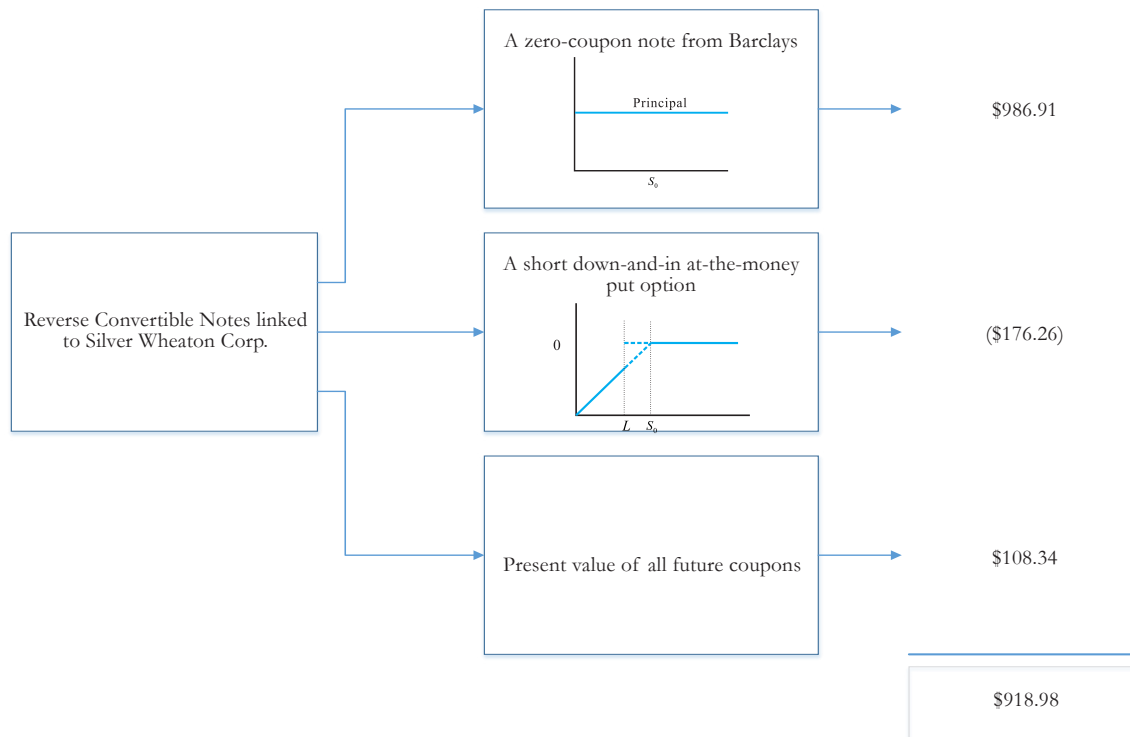 A zero-coupon note from Barclays
Principal
S₀
$986.91
Reverse Convertible Notes linked
to Silver Wheaton Corp.
A short down-and-in at-the-money
put option
0
L S₀
($176.26)
Present value of all future coupons
$108.34
$918.98